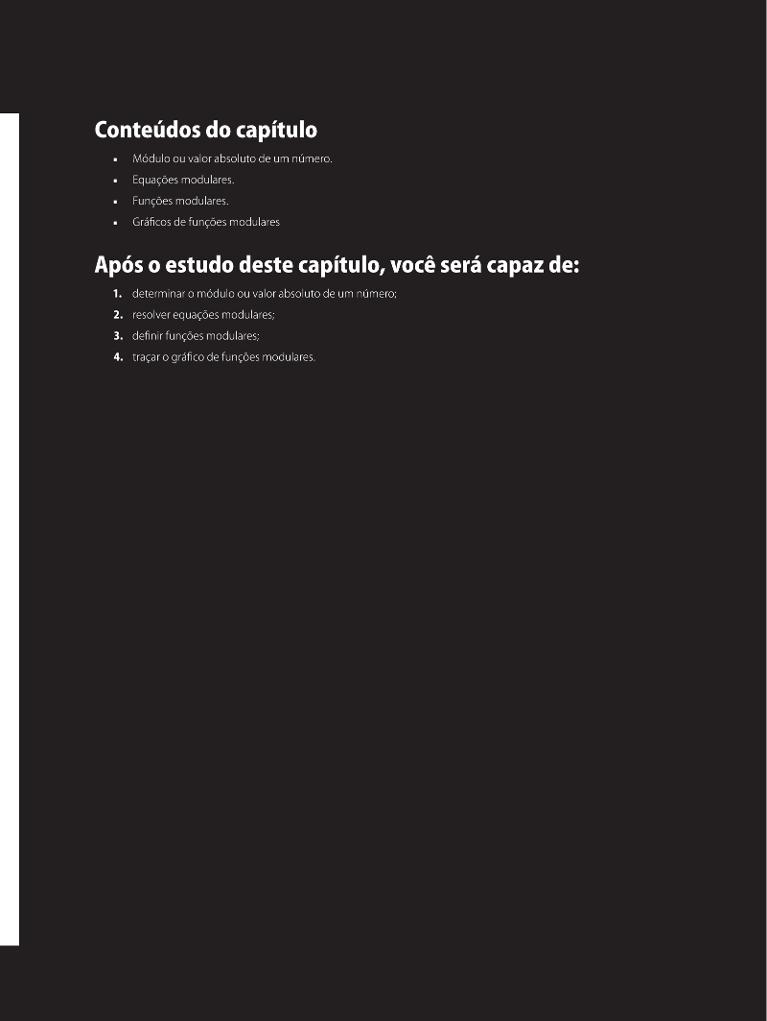 Conteúdos do capítulo
▪ Módulo ou valor absoluto de um número.
▪ Equações modulares.
▪ Funções modulares.
▪ Gráficos de funções modulares
Após o estudo deste capítulo, você será capaz de:
1. determinar o módulo ou valor absoluto de um número;
2. resolver equações modulares;
3. definir funções modulares;
4. traçar o gráfico de funções modulares.